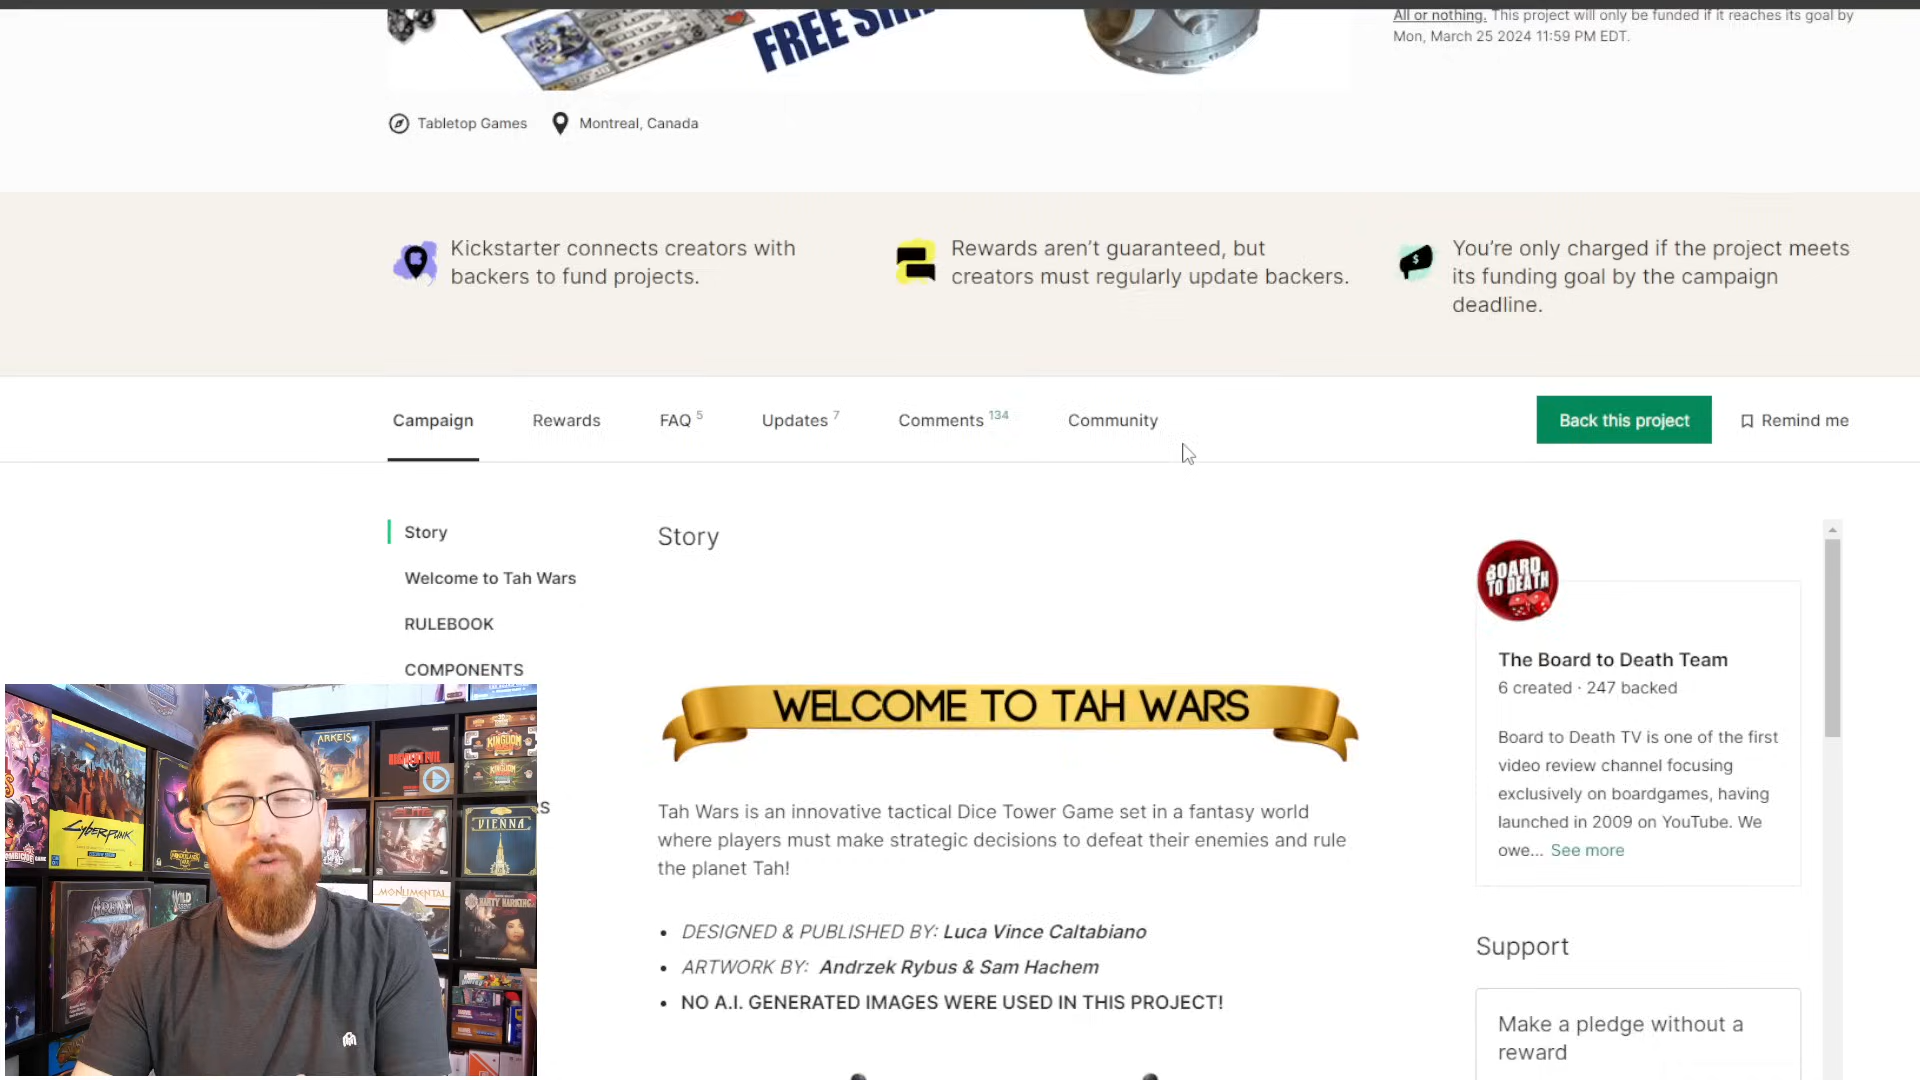 FREE
All or nothing. This project will only be funded if it reaches its goal by
Mon, March 25 2024 11:59 PM EDT.
Tabletop Games
Montreal, Canada
Kickstarter connects creators with
backers to fund projects.
Rewards aren't guaranteed, but
creators must regularly update backers.
You're only charged if the project meets
its funding goal by the campaign
deadline.
Campaign
Rewards
FAQ 5
Updates 7
Comments 134
Community
Back this project
Remind me
Story
Welcome to Tah Wars
RULEBOOK
COMPONENTS
Story
WELCOME TO TAH WARS
Tah Wars is an innovative tactical Dice Tower Game set in a fantasy world
where players must make strategic decisions to defeat their enemies and rule
the planet Tah!
• DESIGNED & PUBLISHED BY: Luca Vince Caltabiano
• ARTWORK BY: Andrzek Rybus & Sam Hachem
• NO A.I. GENERATED IMAGES WERE USED IN THIS PROJECT!
BOARD
TO DEATH
The Board to Death Team
6 created · 247 backed
Board to Death TV is one of the first
video review channel focusing
exclusively on boardgames, having
launched in 2009 on YouTube. We
owe... See more
Support
Make a pledge without a
reward
ARKEIS
RESIDENT EVIL
KINGDOM
CYBERPUNK
VIENNA
MONUMENTAL